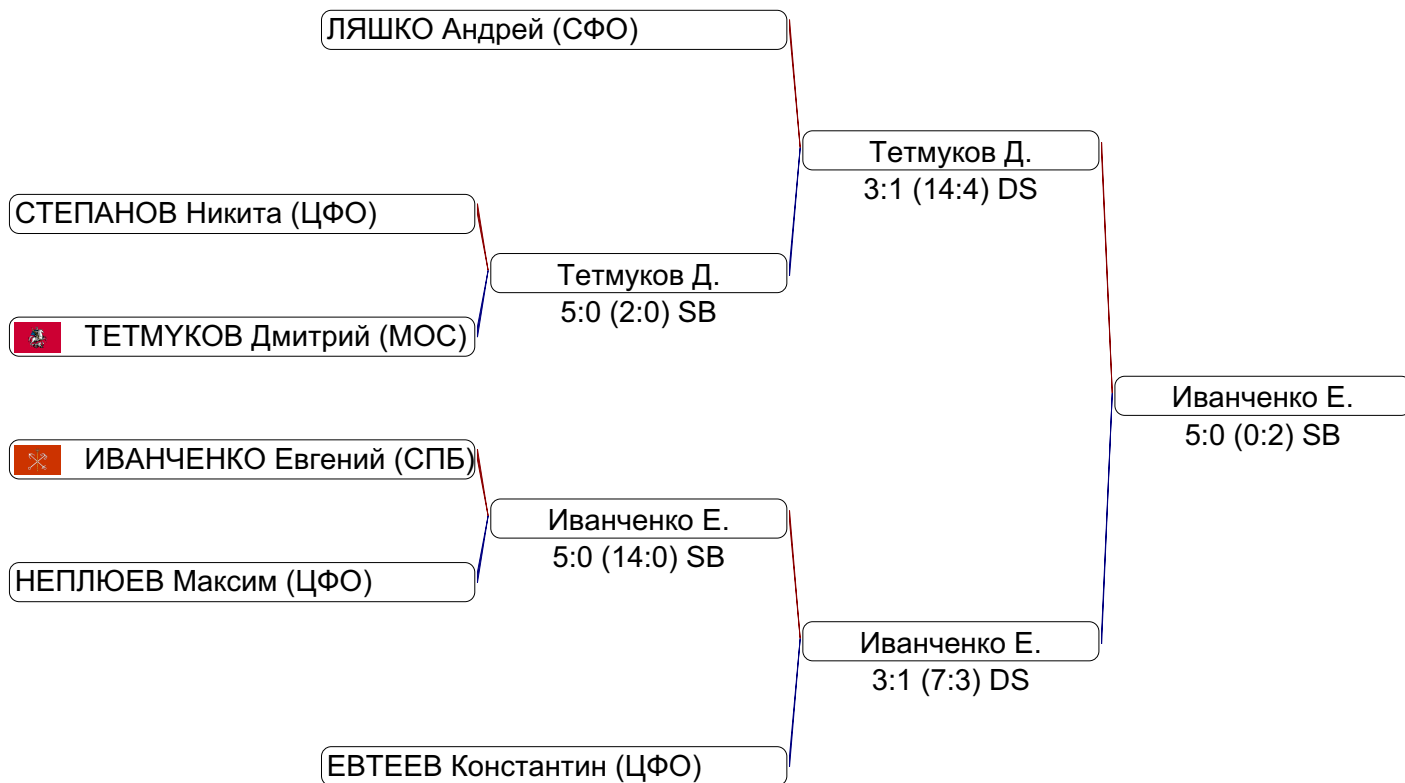 ЛЯШКО Андрей (СФО)
Тетмуков Д.
3:1 (14:4) DS
СТЕПАНОВ Никита (ЦФО)
Тетмуков Д.
5:0 (2:0) SB
ТЕТМУКОВ Дмитрий (МОС)
Иванченко Е.
5:0 (0:2) SB
ИВАНЧЕНКО Евгений (СПБ)
Иванченко Е.
5:0 (14:0) SB
НЕПЛЮЕВ Максим (ЦФО)
Иванченко Е.
3:1 (7:3) DS
ЕВТЕЕВ Константин (ЦФО)